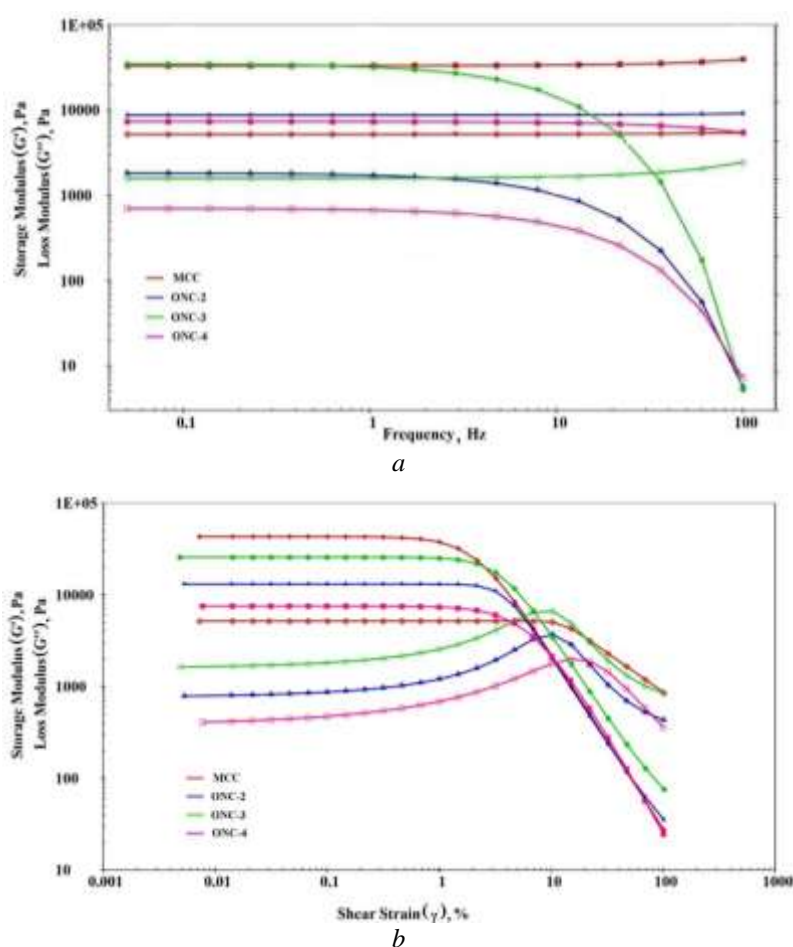 Storage Modulus(G'), Pa
Loss Modulus(G''), Pa
1E+05
10000
1000
100
10
MCC
ONC-2
ONC-3
ONC-4
0.1
1
10
100
Frequency, Hz
a
Storage Modulus(G'), Pa
Loss Modulus(G''), Pa
1E+05
10000
1000
100
10
MCC
ONC-2
ONC-3
ONC-4
0.001
0.01
0.1
1
10
100
1000
Shear Strain(γ), %
b